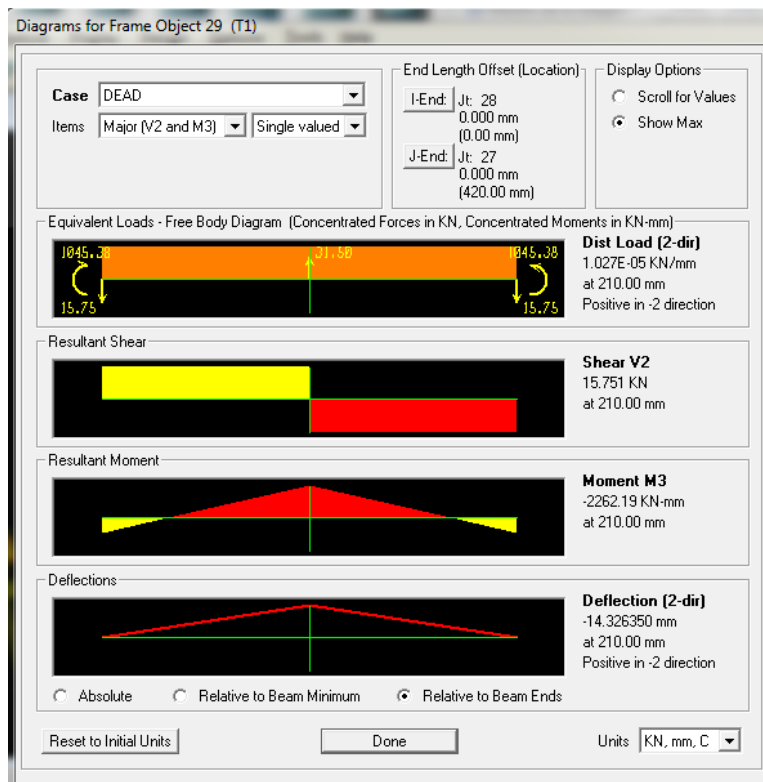 Diagrams for Frame Object 29 (T1)
Case DEAD
Items Major (V2 and M3) Single valued
End Length Offset (Location)
I-End: Jt: 28
0.000 mm
(0.00 mm)
J-End: Jt: 27
0.000 mm
(420.00 mm)
Display Options
Scroll for Values
Show Max
Equivalent Loads - Free Body Diagram (Concentrated Forces in KN, Concentrated Moments in KN-mm)
1045.38 31.50 1045.38
15.75 15.75
Dist Load (2-dir)
1.027E-05 KN/mm
at 210.00 mm
Positive in -2 direction
Resultant Shear
Shear V2
15.751 KN
at 210.00 mm
Resultant Moment
Moment M3
-2262.19 KN-mm
at 210.00 mm
Deflections
Deflection (2-dir)
-14.326350 mm
at 210.00 mm
Positive in -2 direction
Absolute Relative to Beam Minimum Relative to Beam Ends
Reset to Initial Units Done Units KN, mm, C